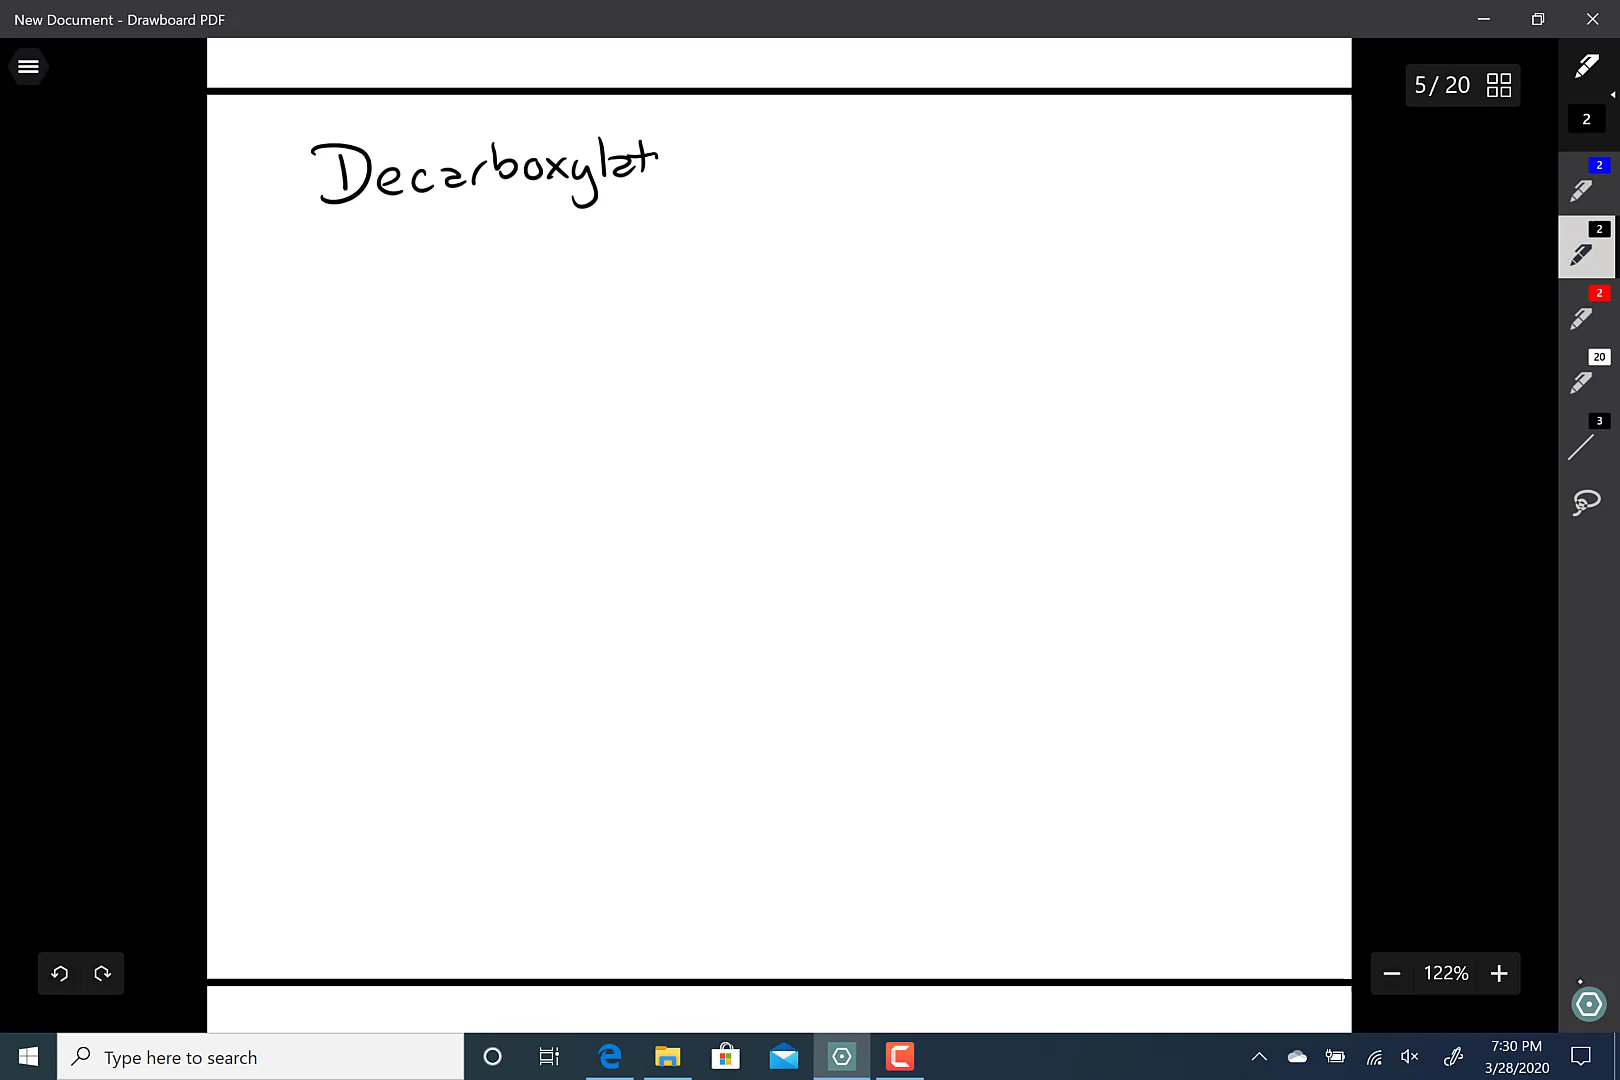 New Document - Drawboard PDF
5 / 20
2
2
2
2
20
3
Decarboxylat
122%
Type here to search
7:30 PM
3/28/2020